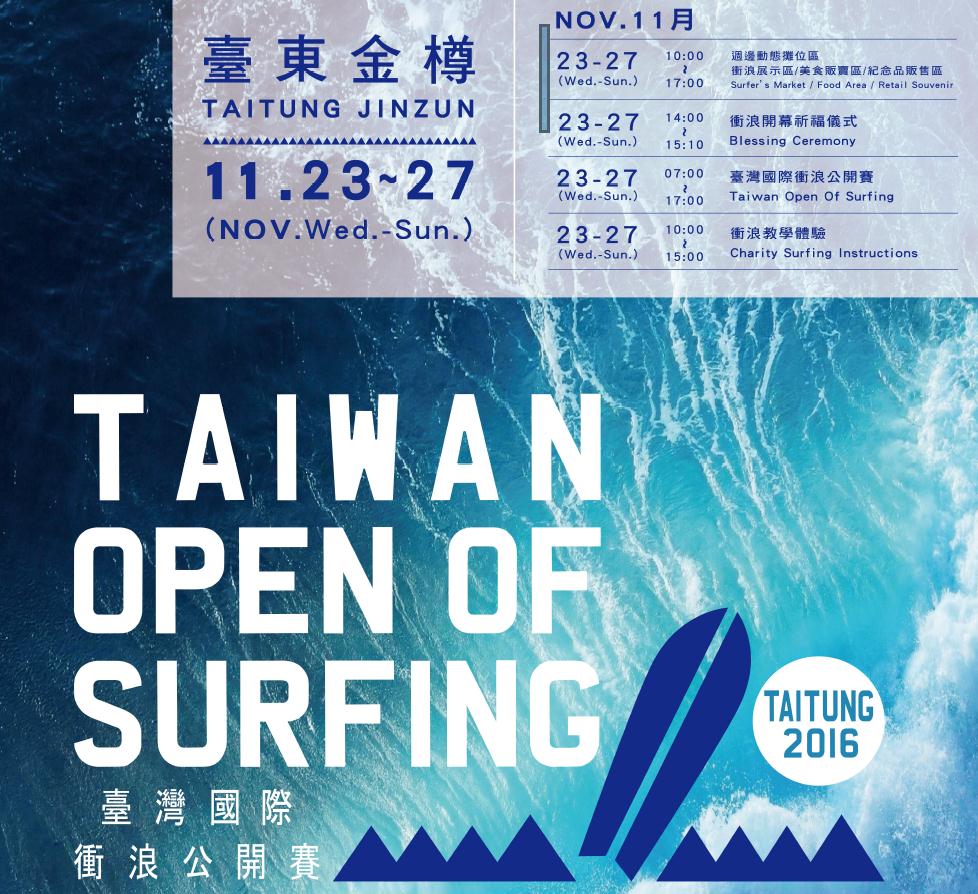 臺東金樽
TAITUNG JINZUN
11.23~27
(NOV.Wed.-Sun.)
NOV.11月
23-27
(Wed.-Sun.)
10:00
~
17:00
週邊動態攤位區
衝浪展示區/美食販賣區/紀念品販售區
Surfer's Market / Food Area / Retail Souvenir
23-27
(Wed.-Sun.)
14:00
~
15:10
衝浪開幕祈福儀式
Blessing Ceremony
23-27
(Wed.-Sun.)
07:00
~
17:00
臺灣國際衝浪公開賽
Taiwan Open Of Surfing
23-27
(Wed.-Sun.)
10:00
~
15:00
衝浪教學體驗
Charity Surfing Instructions
TAIWAN
OPEN OF
SURFING
TAITUNG
2016
臺灣國際
衝浪公開賽